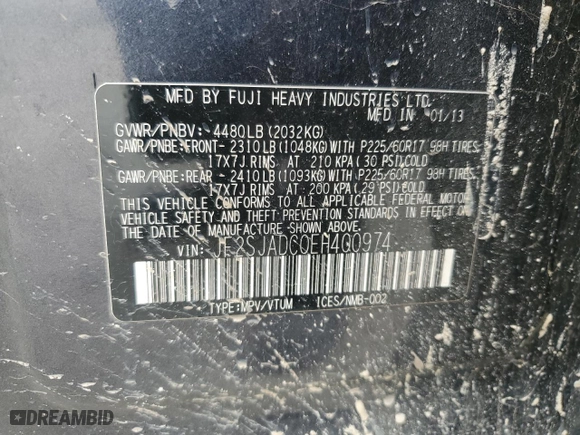 MFD BY FUJI HEAVY INDUSTRIES LTD.
MFD IN 01/13
GVWR/PNBV: 4480LB(2032KG)
GAWR/PNBE:FRONT- 2310LB(1048KG)WITH P225/60R17 98H TIRES,
17X7J RIMS AT 210 KPA(30 PSI)COLD
GAWR/PNBE:REAR - 2410LB(1093KG)WITH P225/60R17 98H TIRES,
17X7J RIMS AT 200 KPA(29 PSI)COLD
THIS VEHICLE CONFORMS TO ALL APPLICABLE FEDERAL MOTOR
VEHICLE SAFETY AND THEFT PREVENTION STANDARDS IN EFFECT ON
THE DATE OF MANUFACTURE SHOWN ABOVE.
VIN:
TYPE:MPV/VTUM ICES/NMB-002
DREAMBID